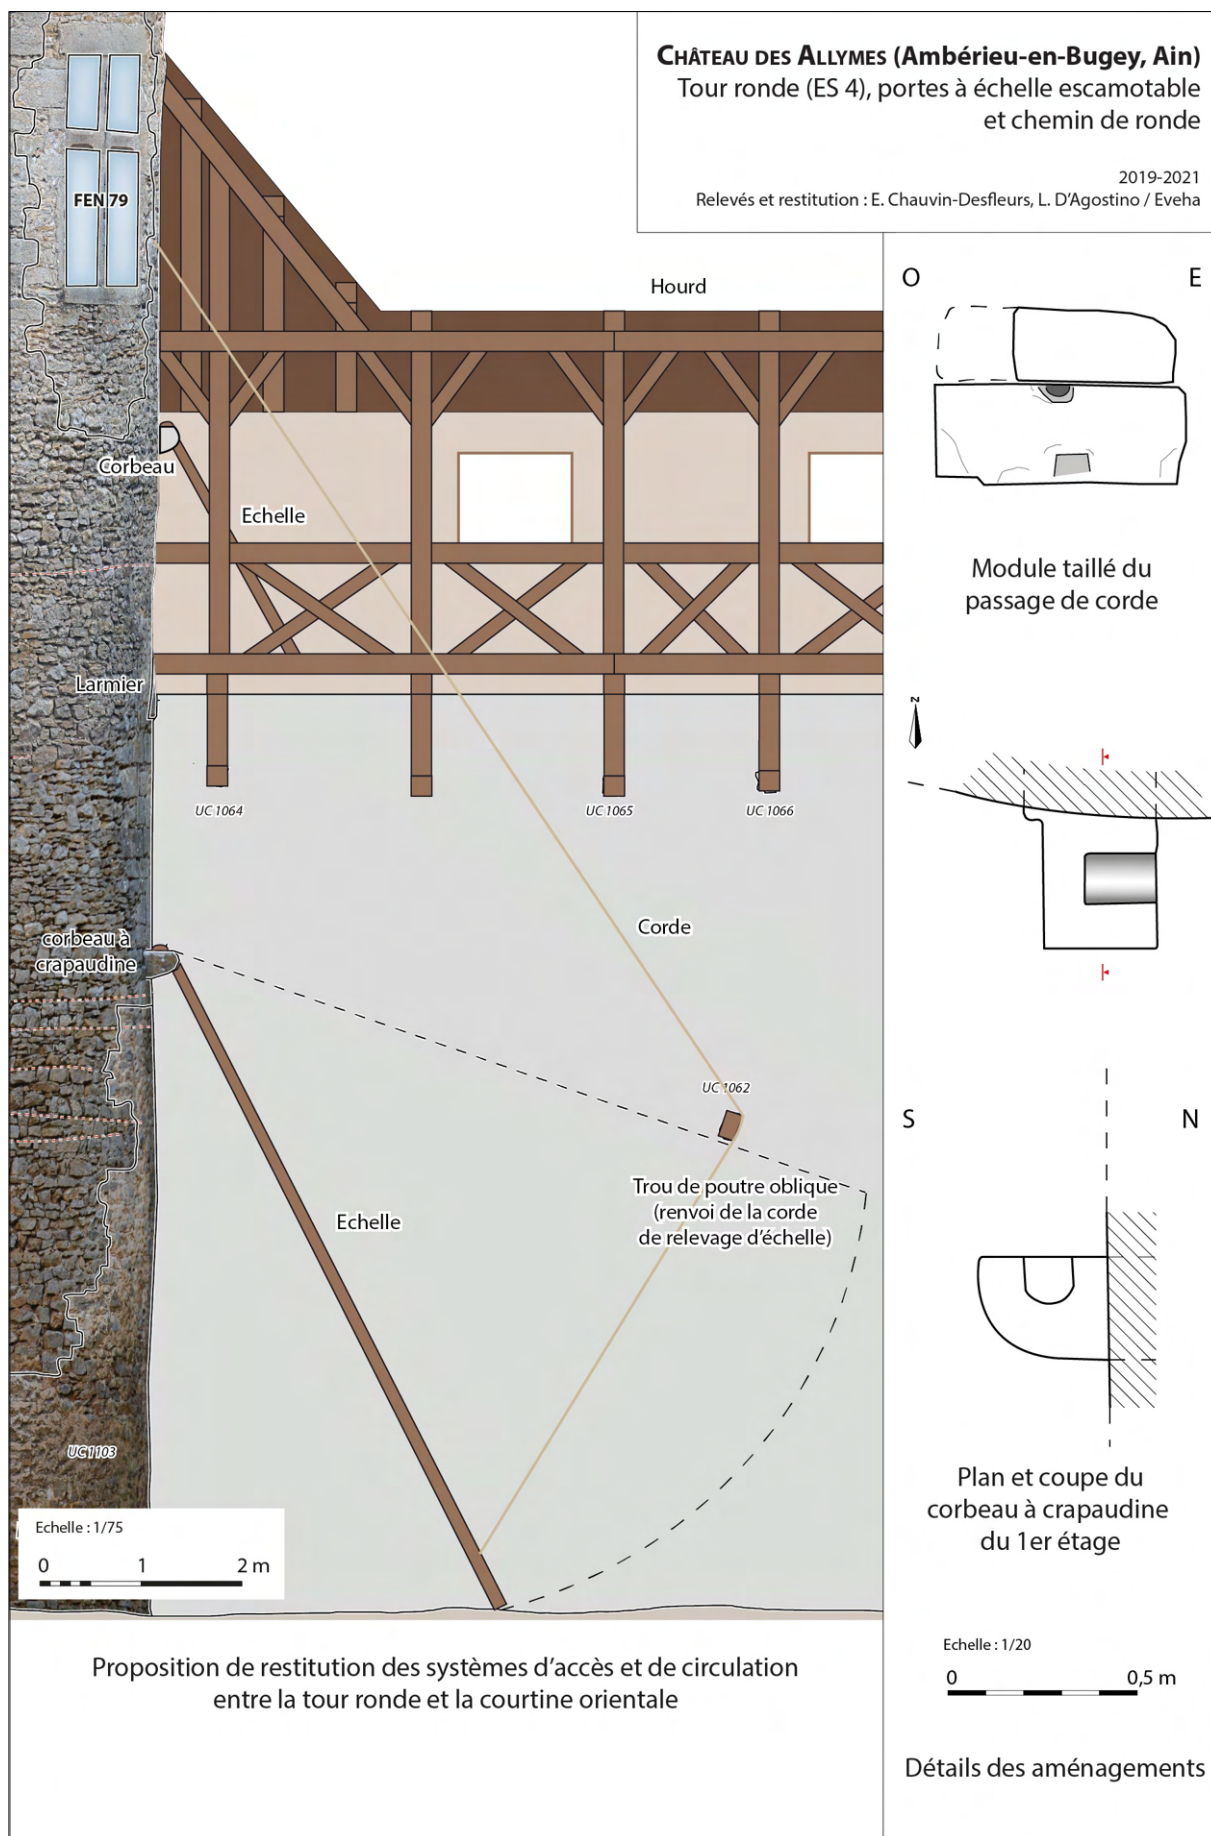 CHÂTEAU DES ALLYMES (Ambérieu-en-Bugey, Ain)
Tour ronde (ES 4), portes à échelle escamotable
et chemin de ronde
2019-2021
Relevés et restitution : E. Chauvin-Desfleurs, L. D'Agostino / Eveha
FEN 79
Hourd
Corbeau
Echelle
Larmier
UC 1064
UC 1065
UC 1066
Corde
corbeau à
crapaudine
UC 1062
Trou de poutre oblique
(renvoi de la corde
de relevage d'échelle)
Echelle
UC 1103
Echelle : 1/75
0 1 2 m
Proposition de restitution des systèmes d'accès et de circulation
entre la tour ronde et la courtine orientale
O E
Module taillé du
passage de corde
N
S N
Plan et coupe du
corbeau à crapaudine
du 1er étage
Echelle : 1/20
0 0,5 m
Détails des aménagements